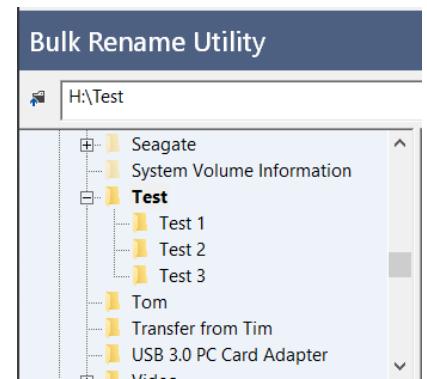 Bulk Rename Utility
H:\Test
Seagate
System Volume Information
Test
Test 1
Test 2
Test 3
Tom
Transfer from Tim
USB 3.0 PC Card Adapter
Video